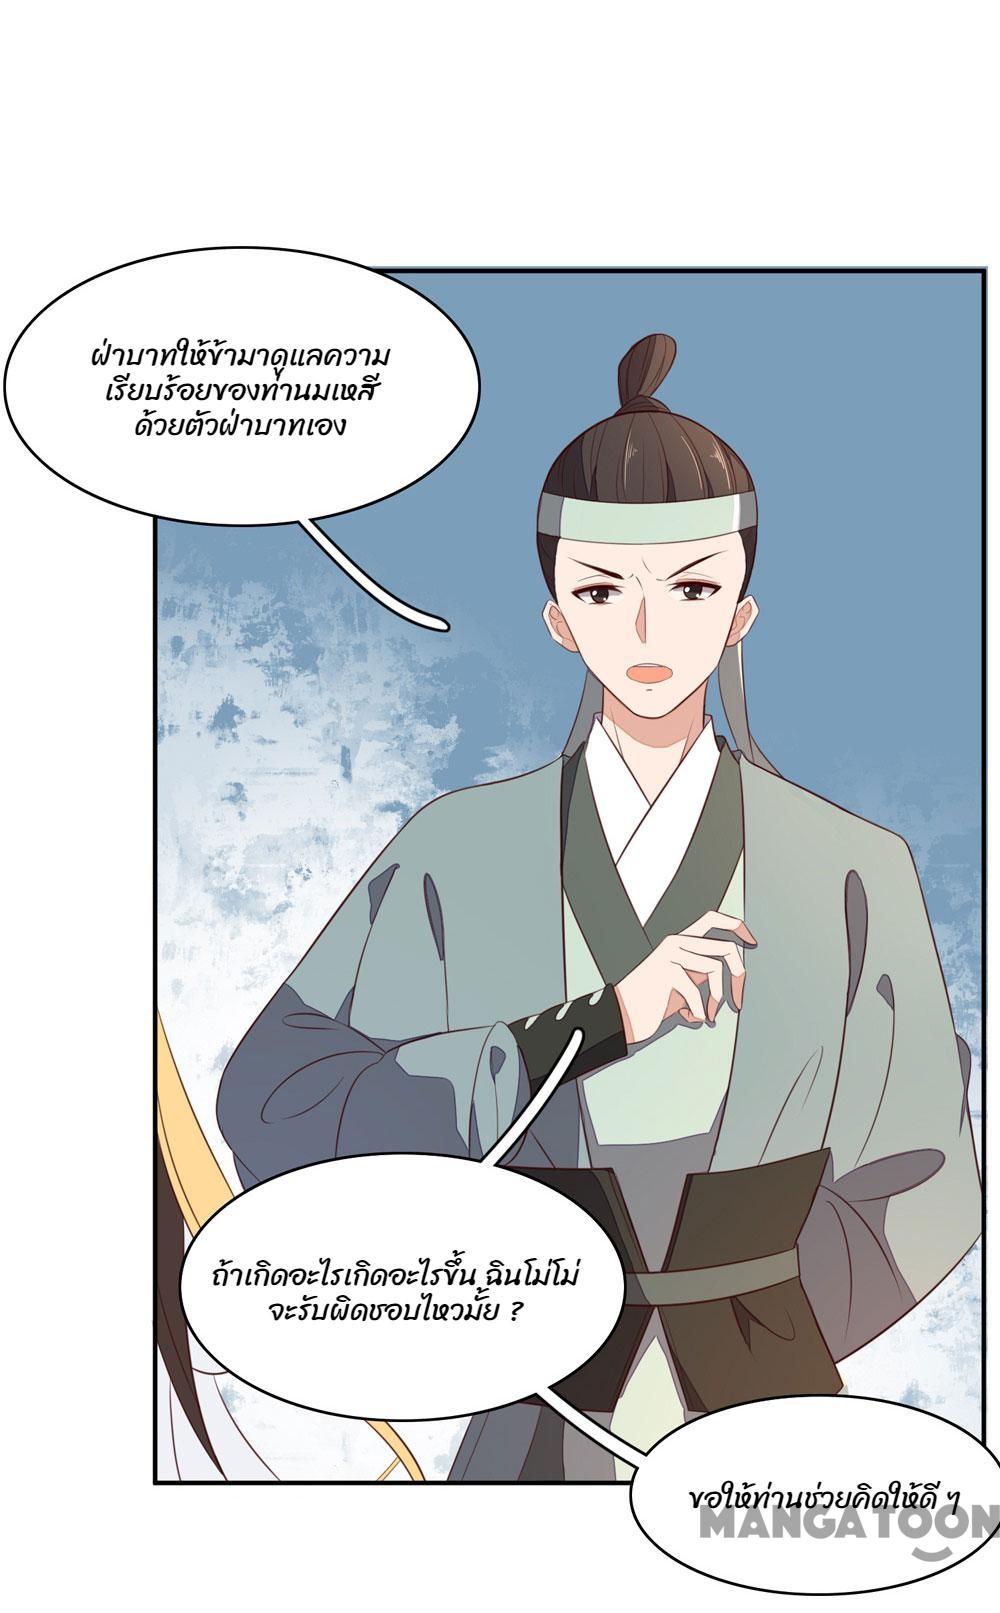 ฝ่าบาทให้ข้ามาดูแลความ
เรียบร้อยของท่านมเหสี
ด้วยตัวฝ่าบาทเอง
ถ้าเกิดอะไรเกิดอะไรขึ้น ฉินโม่โม่
จะรับผิดชอบไหวมั้ย ?
ขอให้ท่านช่วยคิดให้ดี ๆ
MANGATOON